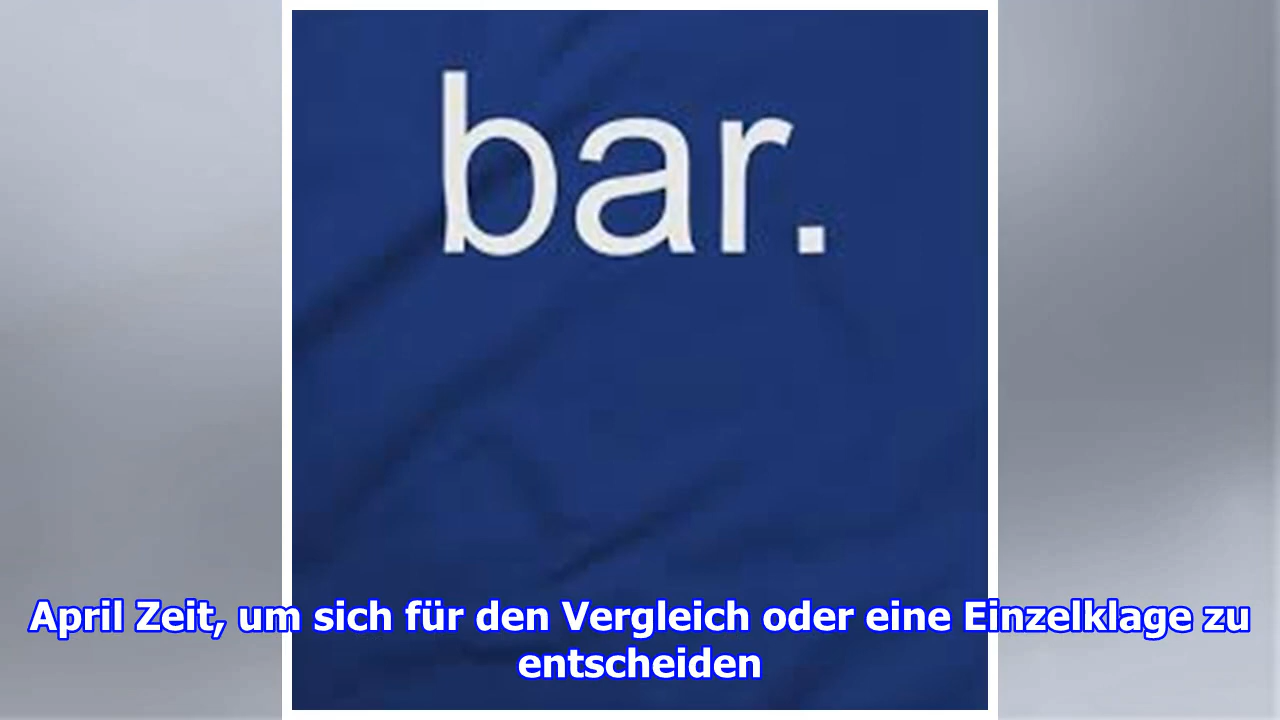 bar.
April Zeit, um sich für den Vergleich oder eine Einzelklage zu
entscheiden